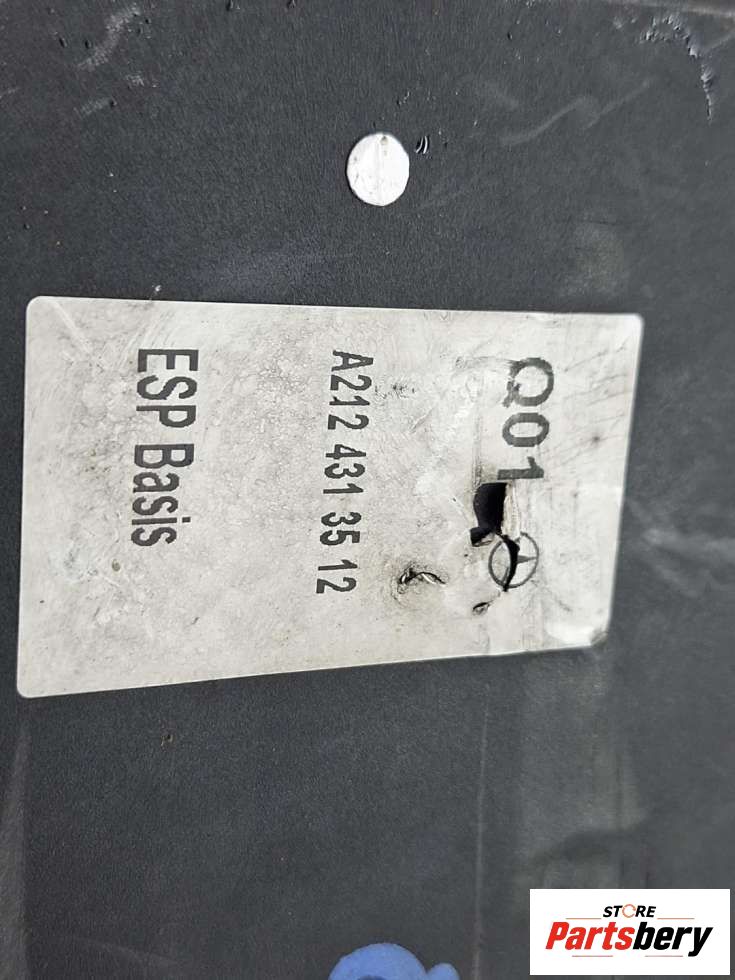 Q01
A212 431 35 12
ESP Basis
STORE
Partsbery